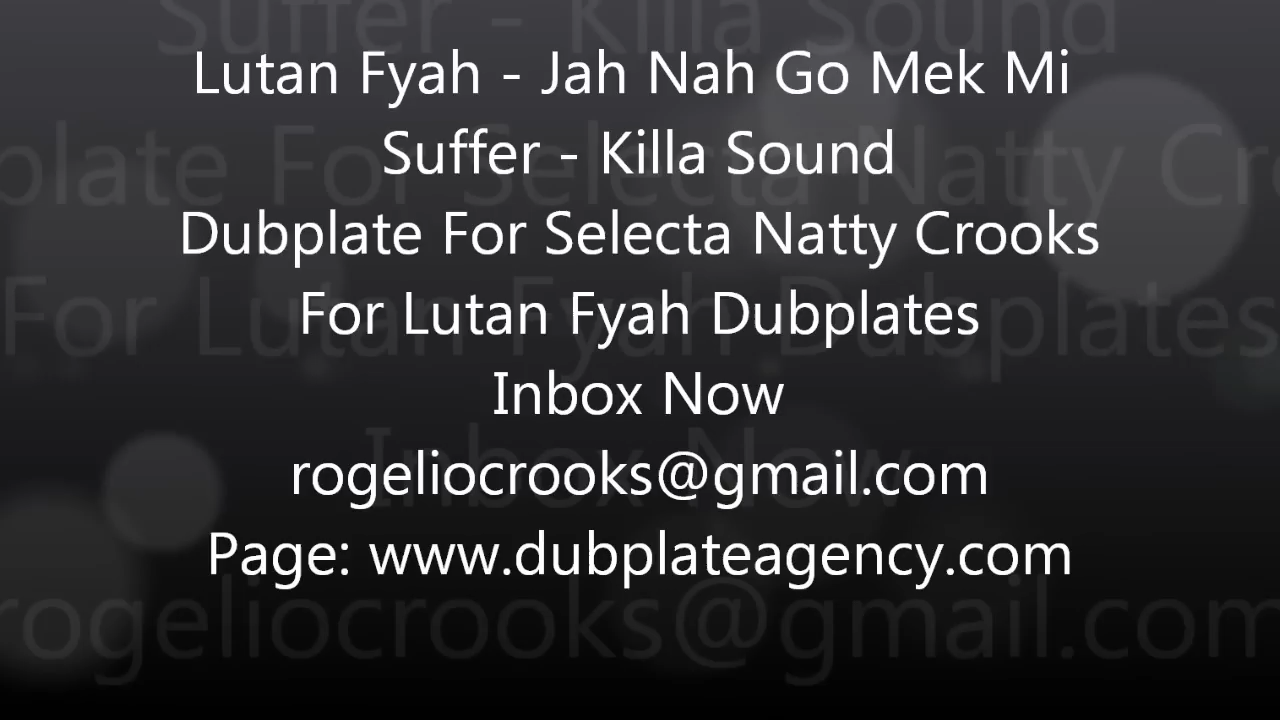 Lutan Fyah - Jah Nah Go Mek Mi
Suffer - Killa Sound
Dubplate For Selecta Natty Crooks
For Lutan Fyah Dubplates
Inbox Now
rogeliocrooks@gmail.com
Page: www.dubplateagency.com